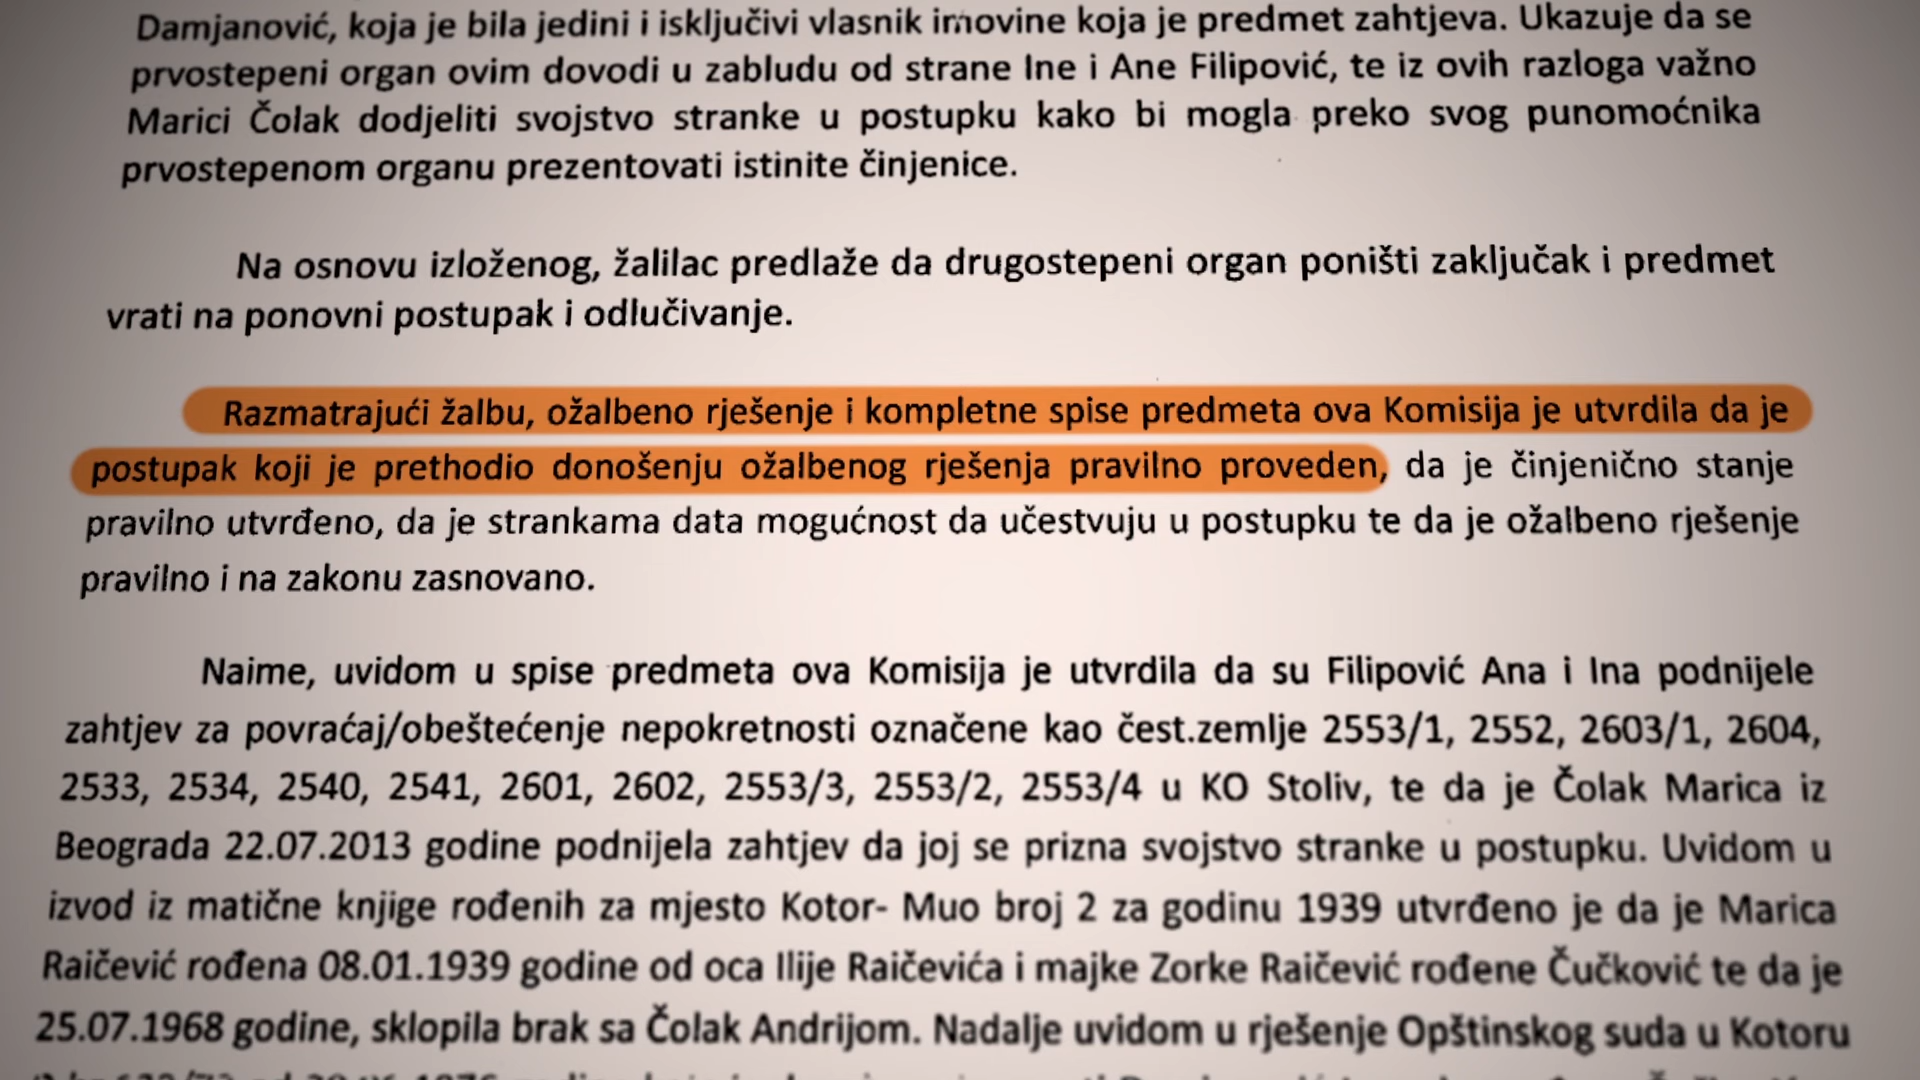 Damjanović, koja je bila jedini i isključivi vlasnik imovine koja je predmet zahtjeva. Ukazuje da se
prvostepeni organ ovim dovodi u zabludu od strane Ine i Ane Filipović, te iz ovih razloga važno
Marici Čolak dodjeliti svojstvo stranke u postupku kako bi mogla preko svog punomoćnika
prvostepenom organu prezentovati istinite činjenice.
Na osnovu izloženog, žalilac predlaže da drugostepeni organ poništi zaključak i predmet
vrati na ponovni postupak i odlučivanje.
Razmatrajući žalbu, ožalbeno rješenje i kompletne spise predmeta ova Komisija je utvrdila da je
postupak koji je prethodio donošenju ožalbenog rješenja pravilno proveden, da je činjenično stanje
pravilno utvrđeno, da je strankama data mogućnost da učestvuju u postupku te da je ožalbeno rješenje
pravilno i na zakonu zasnovano.
Naime, uvidom u spise predmeta ova Komisija je utvrdila da su Filipović Ana i Ina podnijele
zahtjev za povraćaj/obeštećenje nepokretnosti označene kao čest.zemlje 2553/1, 2552, 2603/1, 2604,
2533, 2534, 2540, 2541, 2601, 2602, 2553/3, 2553/2, 2553/4 u KO Stoliv, te da je Čolak Marica iz
Beograda 22.07.2013 godine podnijela zahtjev da joj se prizna svojstvo stranke u postupku. Uvidom u
izvod iz matične knjige rođenih za mjesto Kotor- Muo broj 2 za godinu 1939 utvrđeno je da je Marica
Raičević rođena 08.01.1939 godine od oca Ilije Raičevića i majke Zorke Raičević rođene Čučković te da je
25.07.1968 godine, sklopila brak sa Čolak Andrijom. Nadalje uvidom u rješenje Opštinskog suda u Kotoru